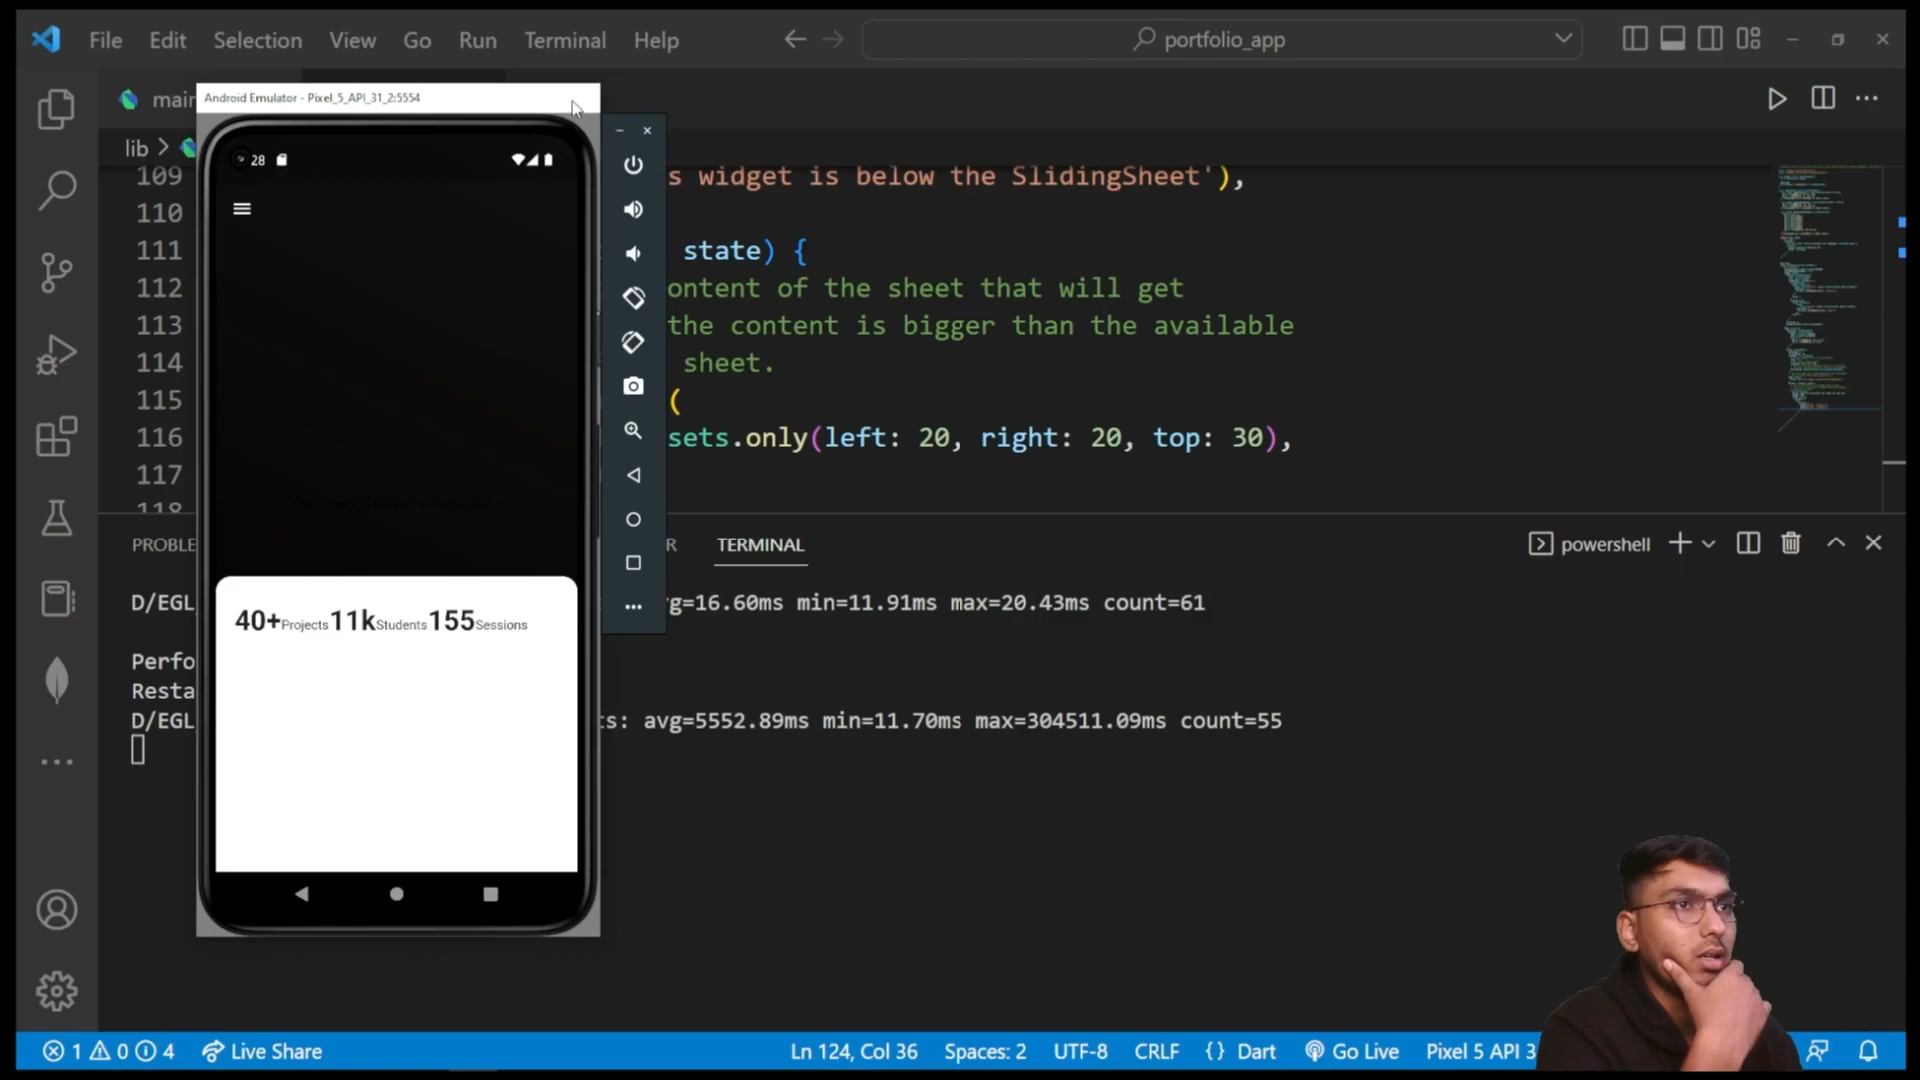 File Edit Selection View Go Run Terminal Help portfolio_app
Android Emulator - Pixel_5_API_31_2:5554
lib
28
109 s widget is below the SlidingSheet'),
110
111 state) {
112 ontent of the sheet that will get
113 the content is bigger than the available
114 sheet.
115 (
116 sets.only(left: 20, right: 20, top: 30),
117
118
PROBLE R TERMINAL powershell
40+Projects 11kStudents 155Sessions
D/EGL g=16.60ms min=11.91ms max=20.43ms count=61
Perfo
Resta
D/EGL ts: avg=5552.89ms min=11.70ms max=304511.09ms count=55
1 0 4 Live Share Ln 124, Col 36 Spaces: 2 UTF-8 CRLF {} Dart Go Live Pixel 5 API 3